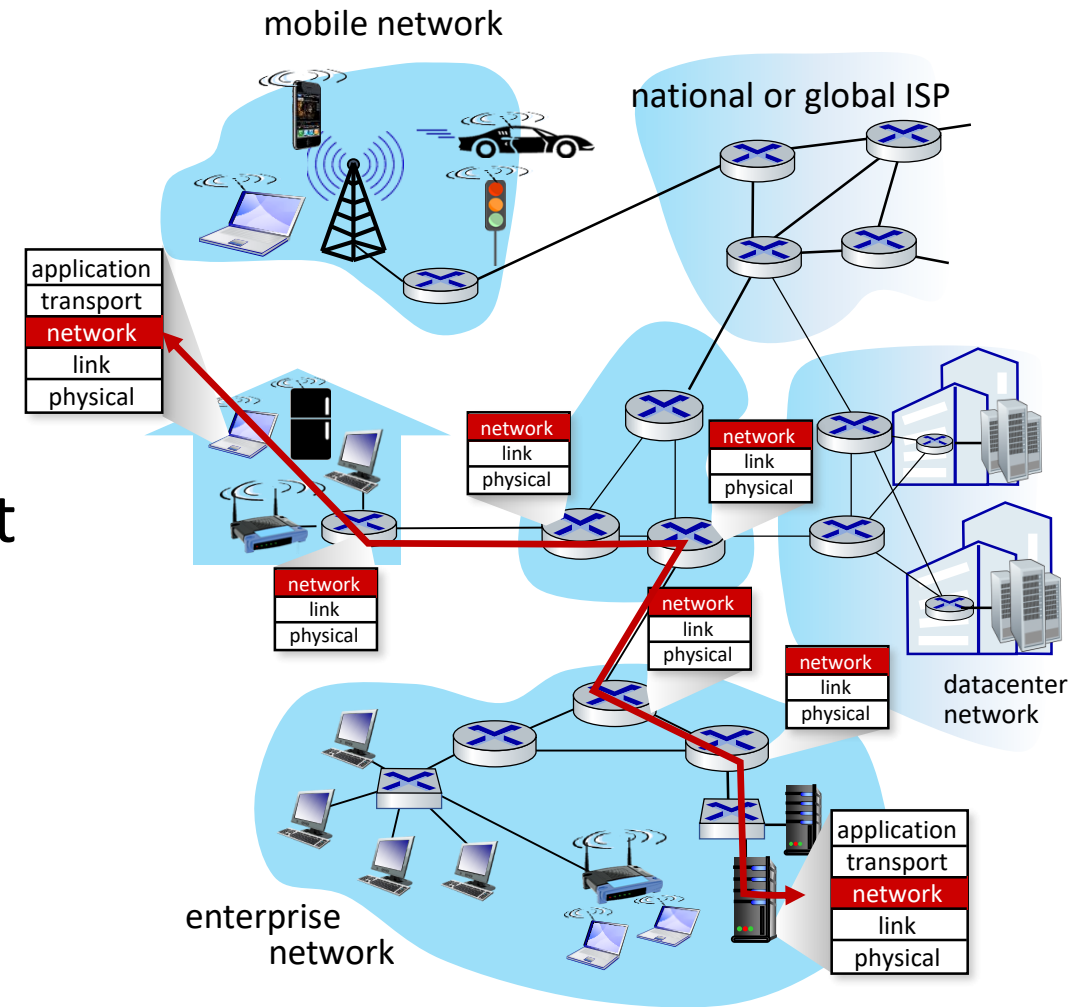 mobile network
national or global ISP
application
transport
network
link
physical
network
link
physical
network
link
physical
t
network
link
physical
network
link
physical
network
link
physical
datacenter
network
application
transport
network
link
physical
enterprise
network